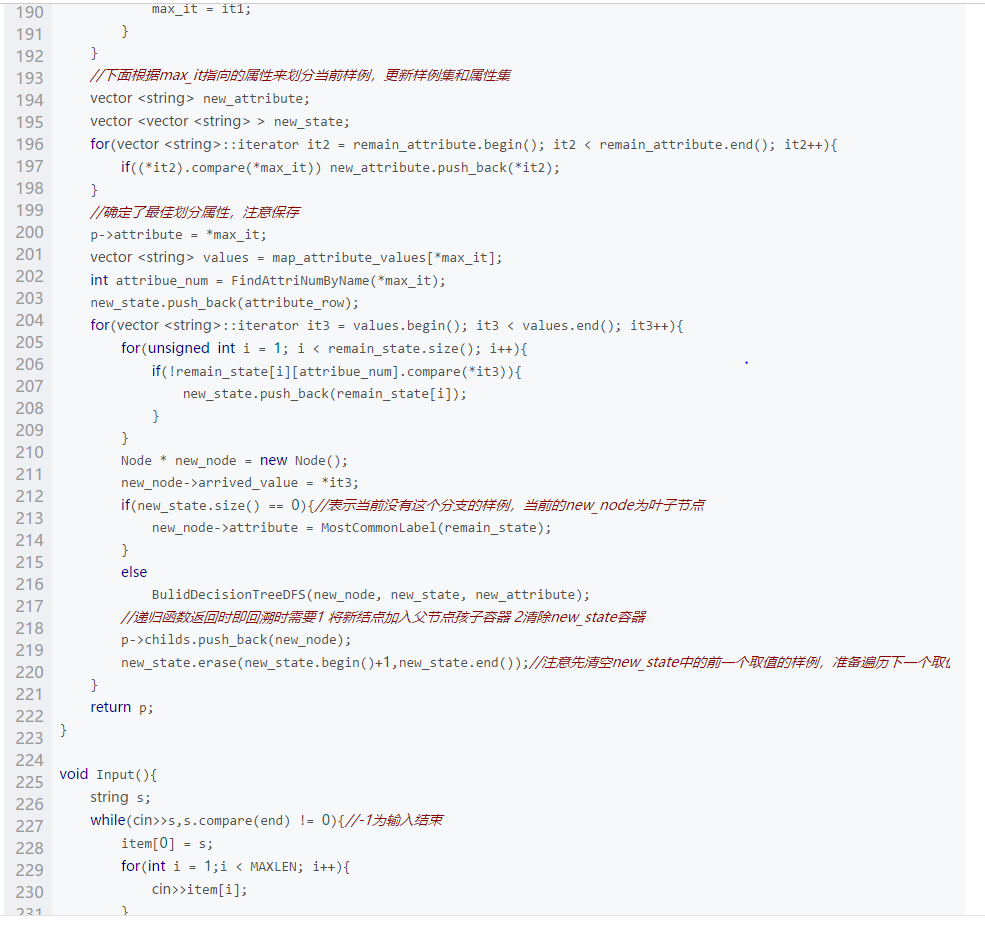 190 max_it = it1;
191 }
192 }
193 //下面根据max_it指向的属性来划分当前样例，更新样例集和属性集
194 vector <string> new_attribute;
195 vector <vector <string> > new_state;
196 for(vector <string>::iterator it2 = remain_attribute.begin(); it2 < remain_attribute.end(); it2++){
197 if((*it2).compare(*max_it)) new_attribute.push_back(*it2);
198 }
199 //确定了最佳划分属性，注意保存
200 p->attribute = *max_it;
201 vector <string> values = map_attribute_values[*max_it];
202 int attribue_num = FindAttriNumByName(*max_it);
203 new_state.push_back(attribute_row);
204 for(vector <string>::iterator it3 = values.begin(); it3 < values.end(); it3++){
205 for(unsigned int i = 1; i < remain_state.size(); i++){
206 if(!remain_state[i][attribue_num].compare(*it3)){
207 new_state.push_back(remain_state[i]);
208 }
209 }
210 Node * new_node = new Node();
211 new_node->arrived_value = *it3;
212 if(new_state.size() == 0){//表示当前没有这个分支的样例，当前的new_node为叶子节点
213 new_node->attribute = MostCommonLabel(remain_state);
214 }
215 else
216 BulidDecisionTreeDFS(new_node, new_state, new_attribute);
217 //递归函数返回时即回溯时需要1 将新结点加入父节点孩子容器 2清除new_state容器
218 p->childs.push_back(new_node);
219 new_state.erase(new_state.begin()+1,new_state.end());//注意先清空new_state中的前一个取值的样例，准备遍历下一个取
220 }
221 return p;
222 }
223
224 void Input(){
225 string s;
226 while(cin>>s,s.compare(end) != 0){//-1为输入结束
227 item[0] = s;
228 for(int i = 1;i < MAXLEN; i++){
229 cin>>item[i];
230 }
231